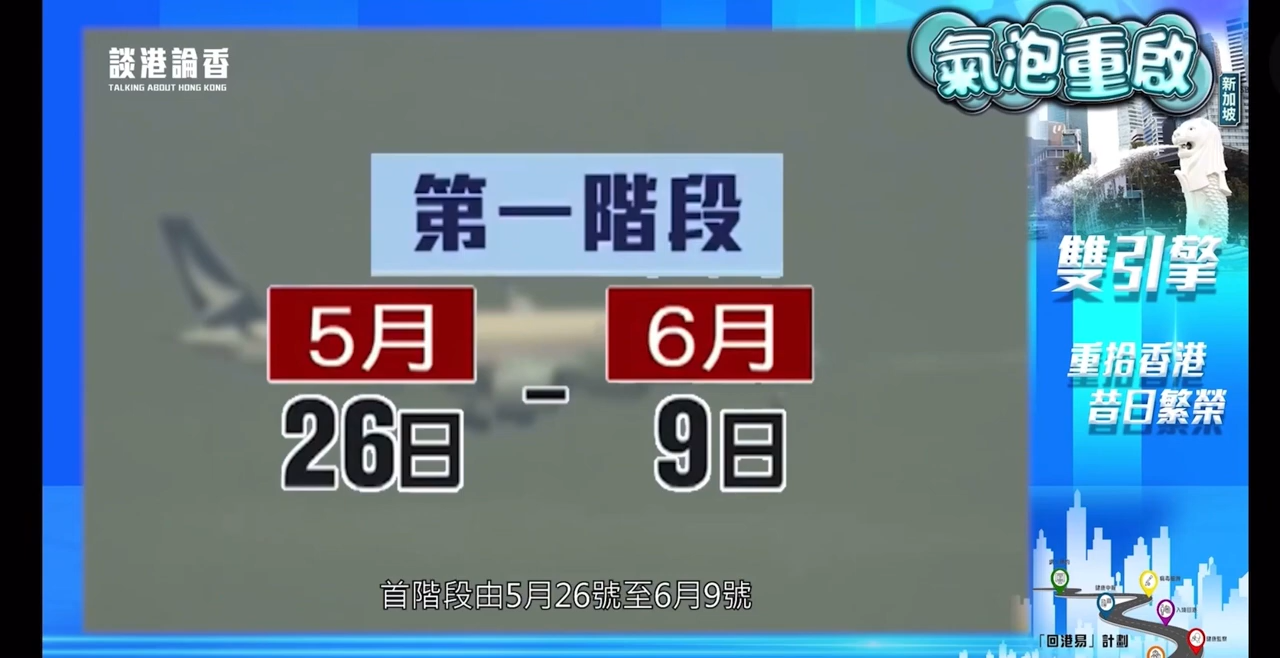 談港論香
TALKING ABOUT HONG KONG
氣泡重啟
新加坡
第一階段
5月
26日
-
6月
9日
雙引擎
重拾香港
昔日繁榮
首階段由5月26號至6月9號
「回港易」計劃